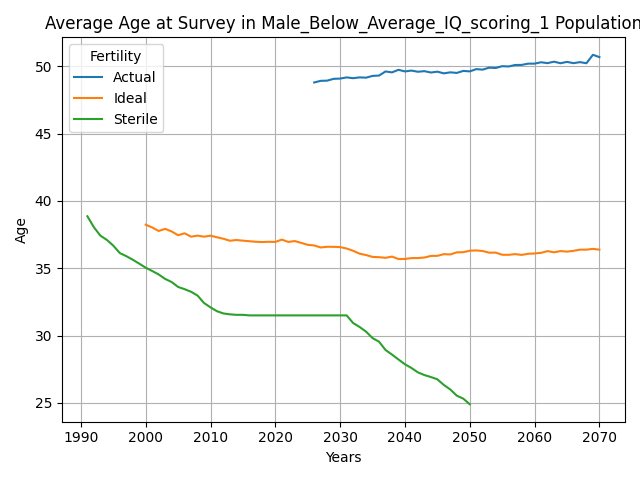 Average Age at Survey in Male_Below_Average_IQ_scoring_1 Population
Fertility
Actual
Ideal
Sterile
Age
50
45
40
35
30
25
1990 2000 2010 2020 2030 2040 2050 2060 2070
Years